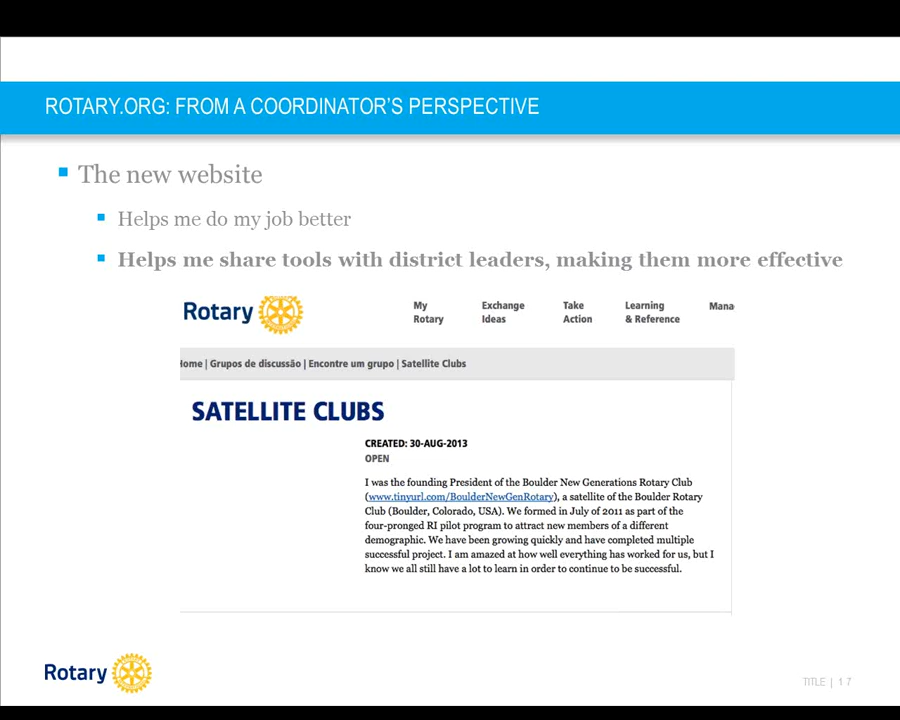 ROTARY.ORG: FROM A COORDINATOR'S PERSPECTIVE
The new website
Helps me do my job better
Helps me share tools with district leaders, making them more effective
Rotary
My Rotary
Exchange Ideas
Take Action
Learning & Reference
Mana
Home | Grupos de discussão | Encontre um grupo | Satellite Clubs
SATELLITE CLUBS
CREATED: 30-AUG-2013
OPEN
I was the founding President of the Boulder New Generations Rotary Club
(www.tinyurl.com/BoulderNewGenRotary), a satellite of the Boulder Rotary
Club (Boulder, Colorado, USA). We formed in July of 2011 as part of the
four-pronged RI pilot program to attract new members of a different
demographic. We have been growing quickly and have completed multiple
successful project. I am amazed at how well everything has worked for us, but I
know we all still have a lot to learn in order to continue to be successful.
Rotary
TITLE | 17